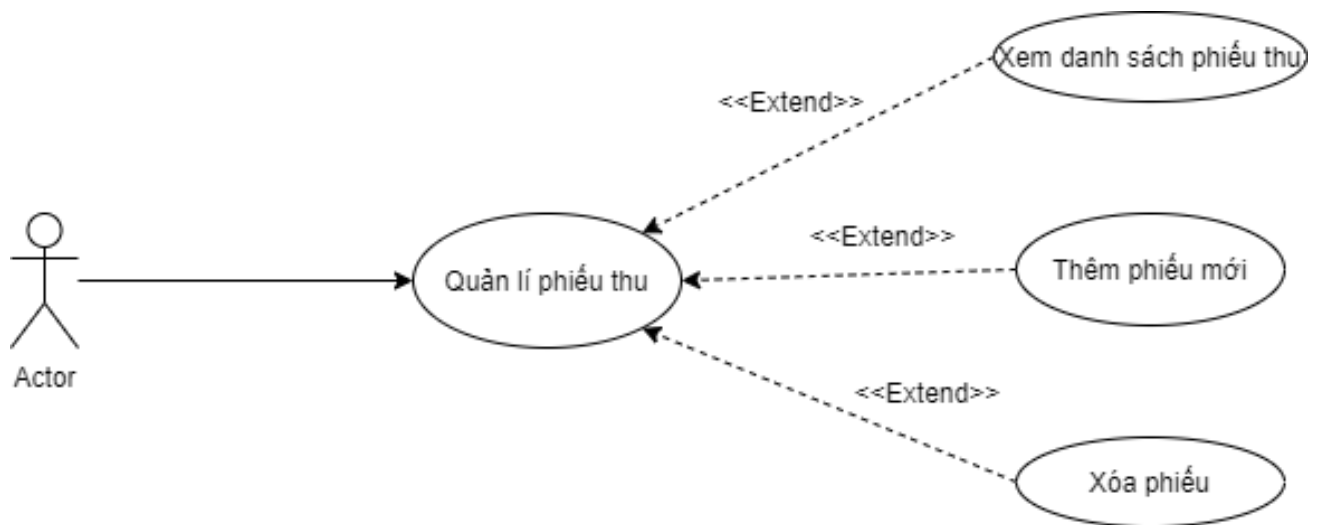 Xem danh sách phiếu thu
<<Extend>>
<<Extend>>
Thêm phiếu mới
Quản lí phiếu thu
Actor
<<Extend>>
Xóa phiếu